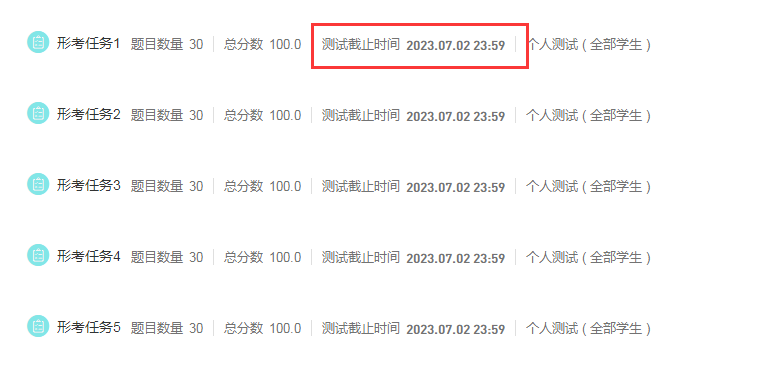 形考任务1 题目数量 30 总分数 100.0 测试截止时间 2023.07.02 23:59 个人测试 ( 全部学生 )
形考任务2 题目数量 30 总分数 100.0 测试截止时间 2023.07.02 23:59 个人测试 ( 全部学生 )
形考任务3 题目数量 30 总分数 100.0 测试截止时间 2023.07.02 23:59 个人测试 ( 全部学生 )
形考任务4 题目数量 30 总分数 100.0 测试截止时间 2023.07.02 23:59 个人测试 ( 全部学生 )
形考任务5 题目数量 30 总分数 100.0 测试截止时间 2023.07.02 23:59 个人测试 ( 全部学生 )